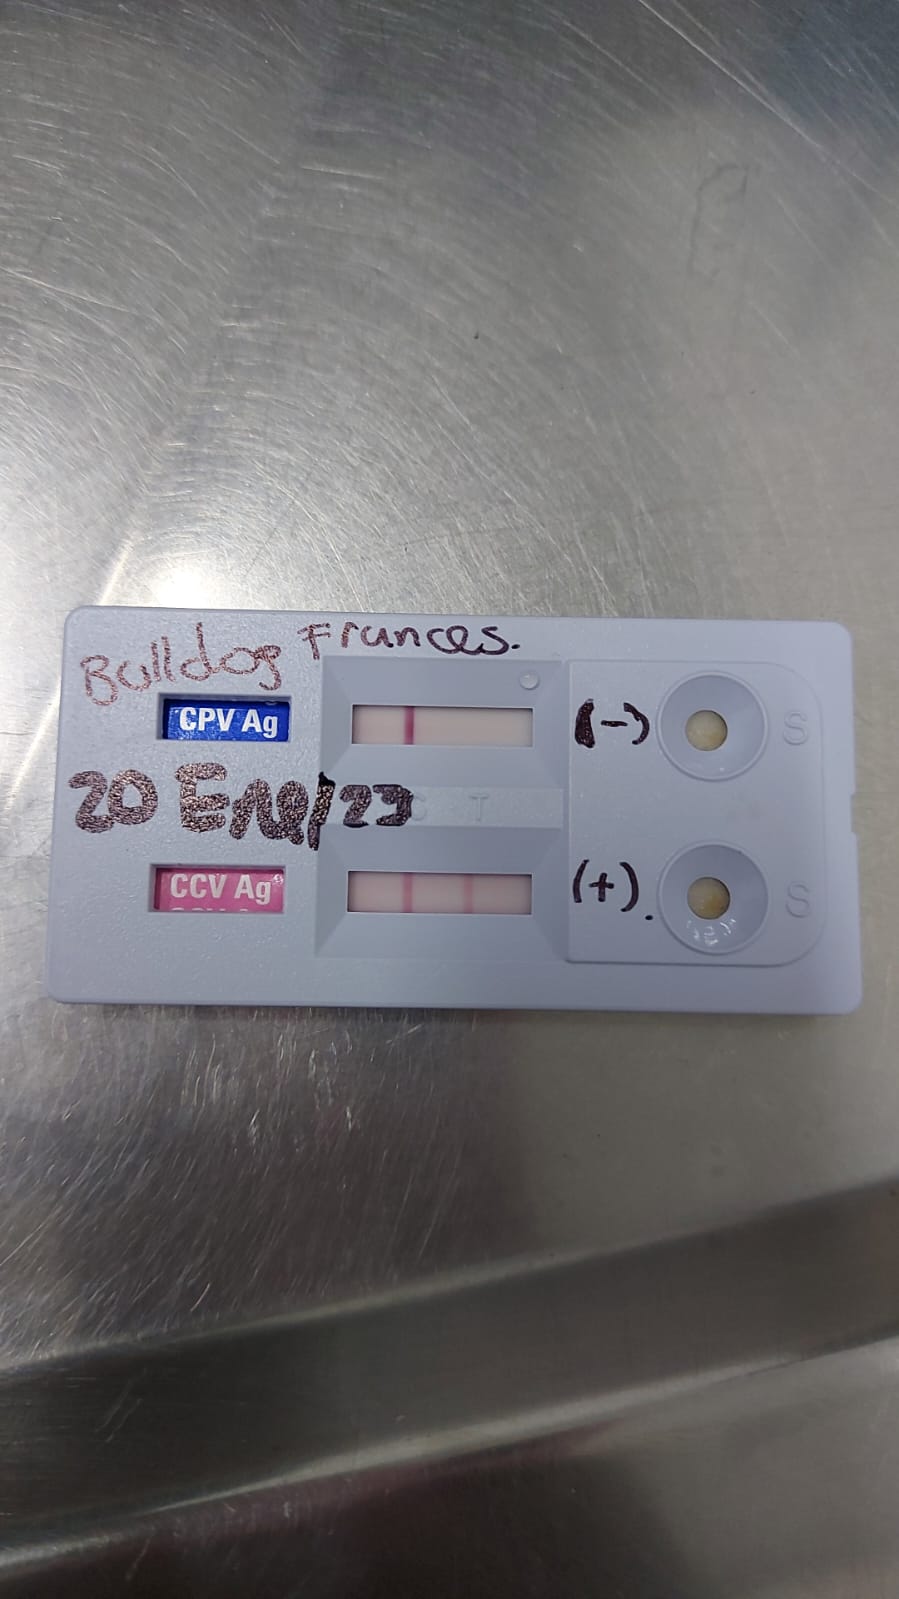 Bulldog Frances.
CPV Ag
(-)
S
20 Ene/23
C T
CCV Ag
(+).
S